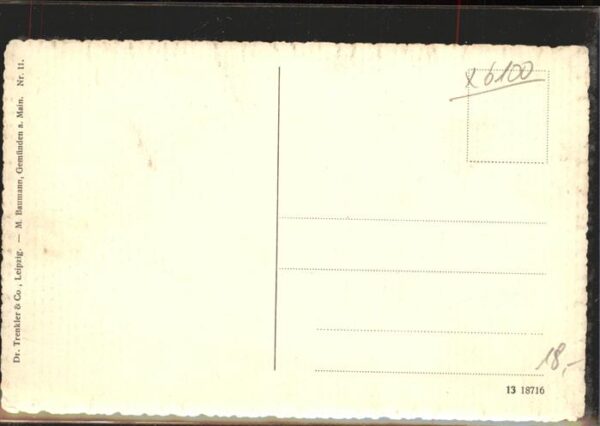 Dr. Trenkler & Co., Leipzig. — M. Baumann, Gemünden a. Main. Nr. 11.
x 6100
18,-
13 18716